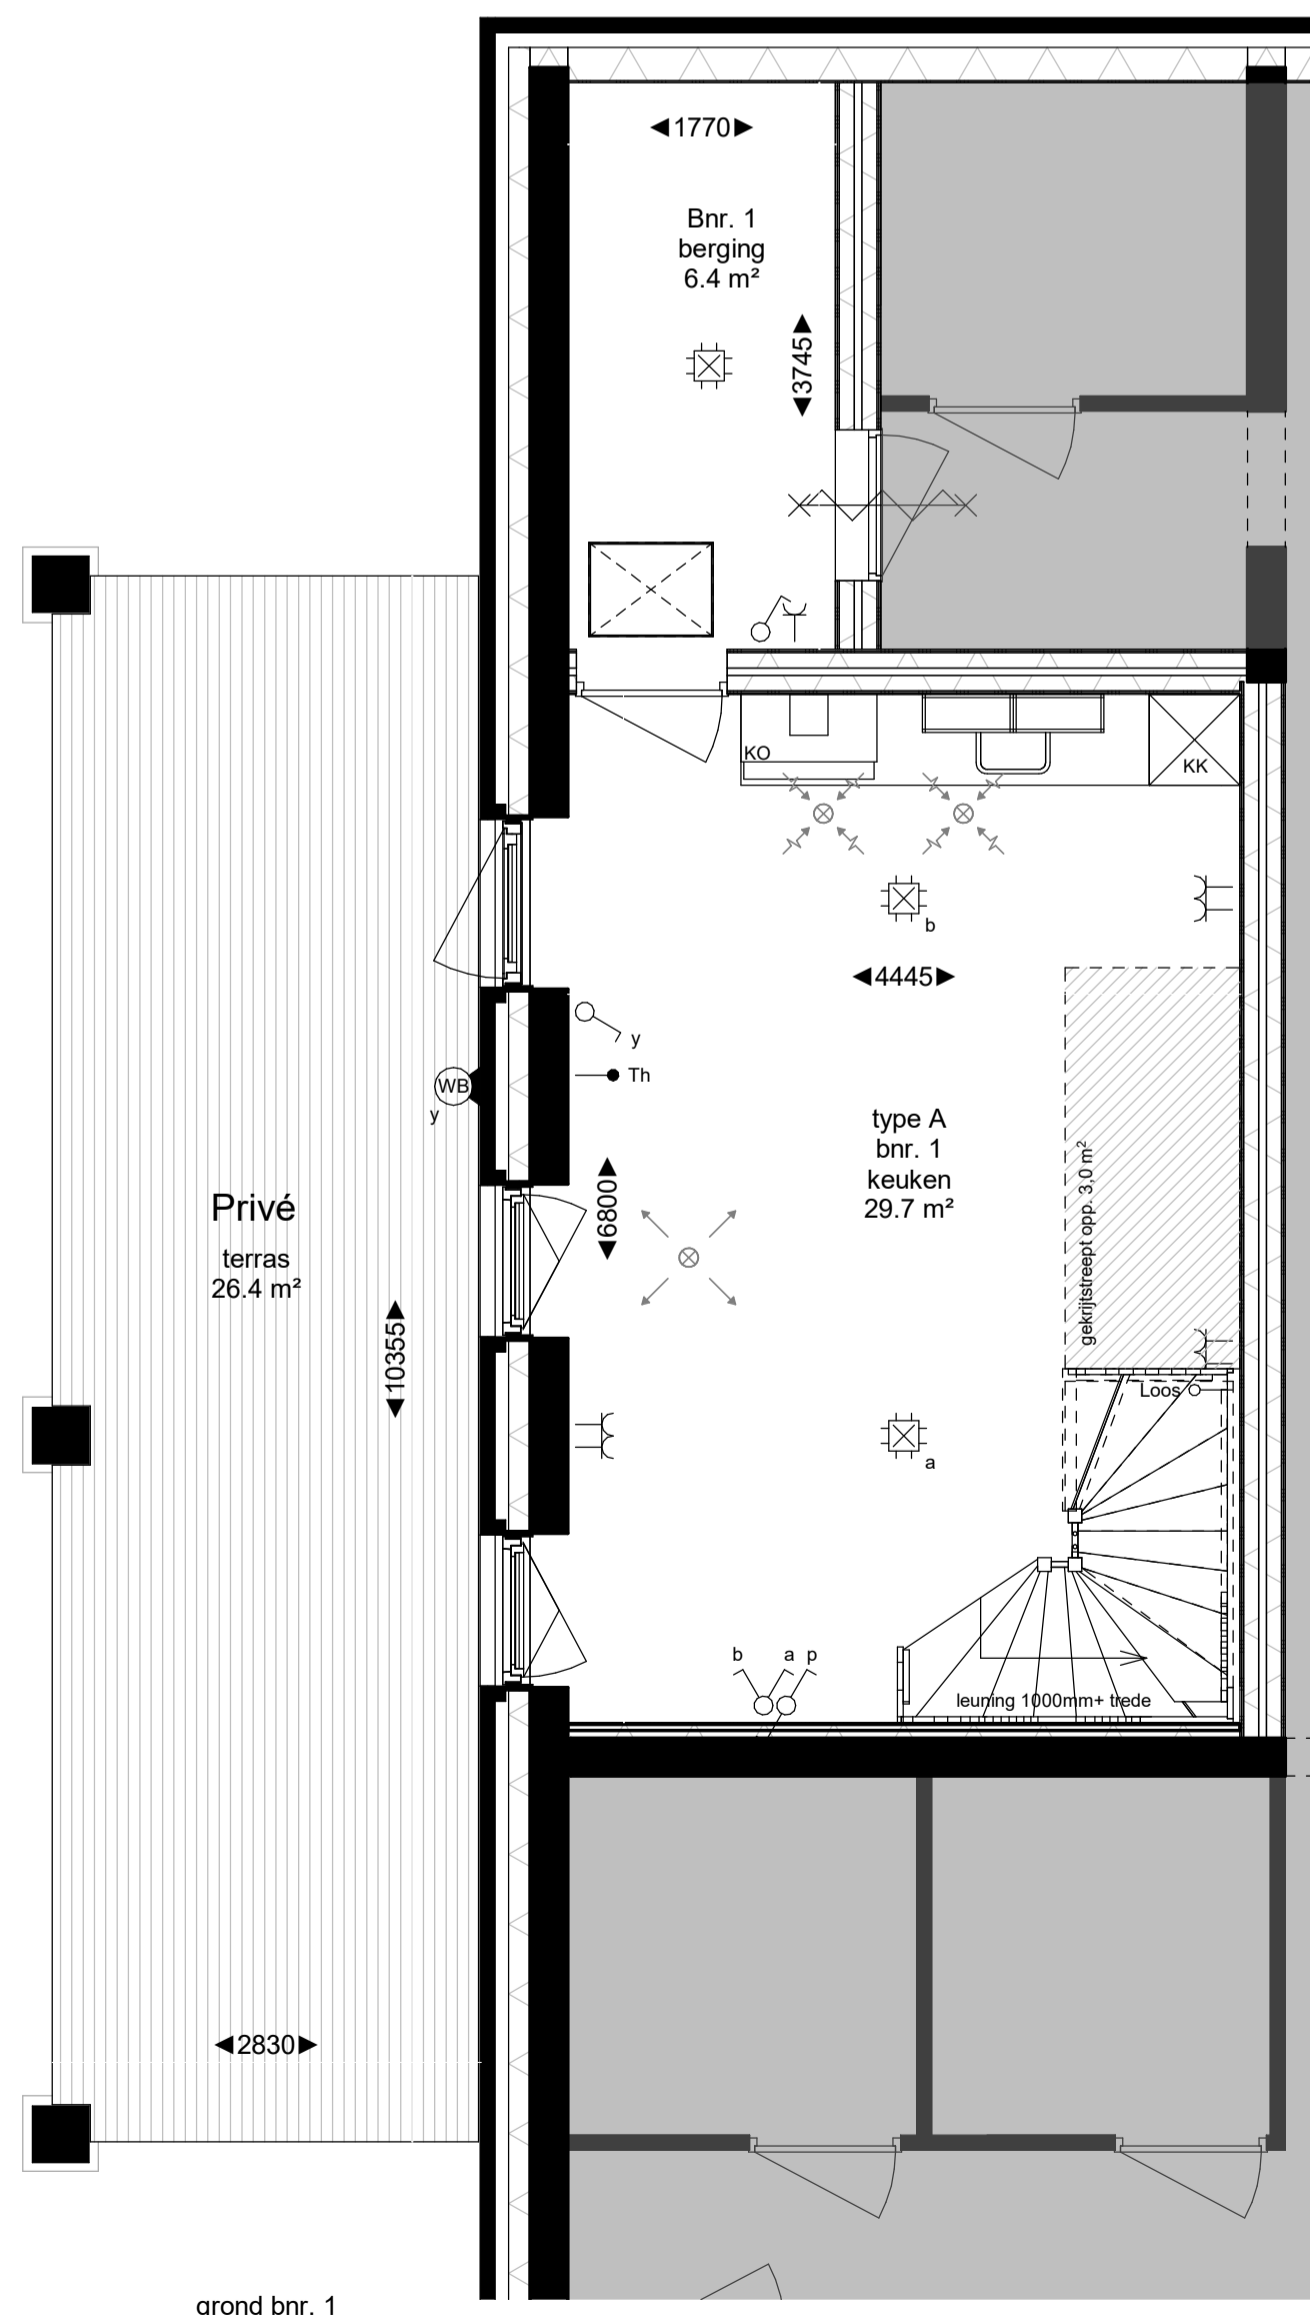 ◄1770►
Bnr. 1
berging
6.4 m²
◄3745►
KO
KK
b
◄4445►
y
Th
WB
y
type A
bnr. 1
keuken
29.7 m²
gekrijtstreept opp. 3,0 m²
◄6800►
Privé
terras
26.4 m²
◄10355►
Loos
a
b a p
leuning 1000mm+ trede
◄2830►
grond bnr. 1